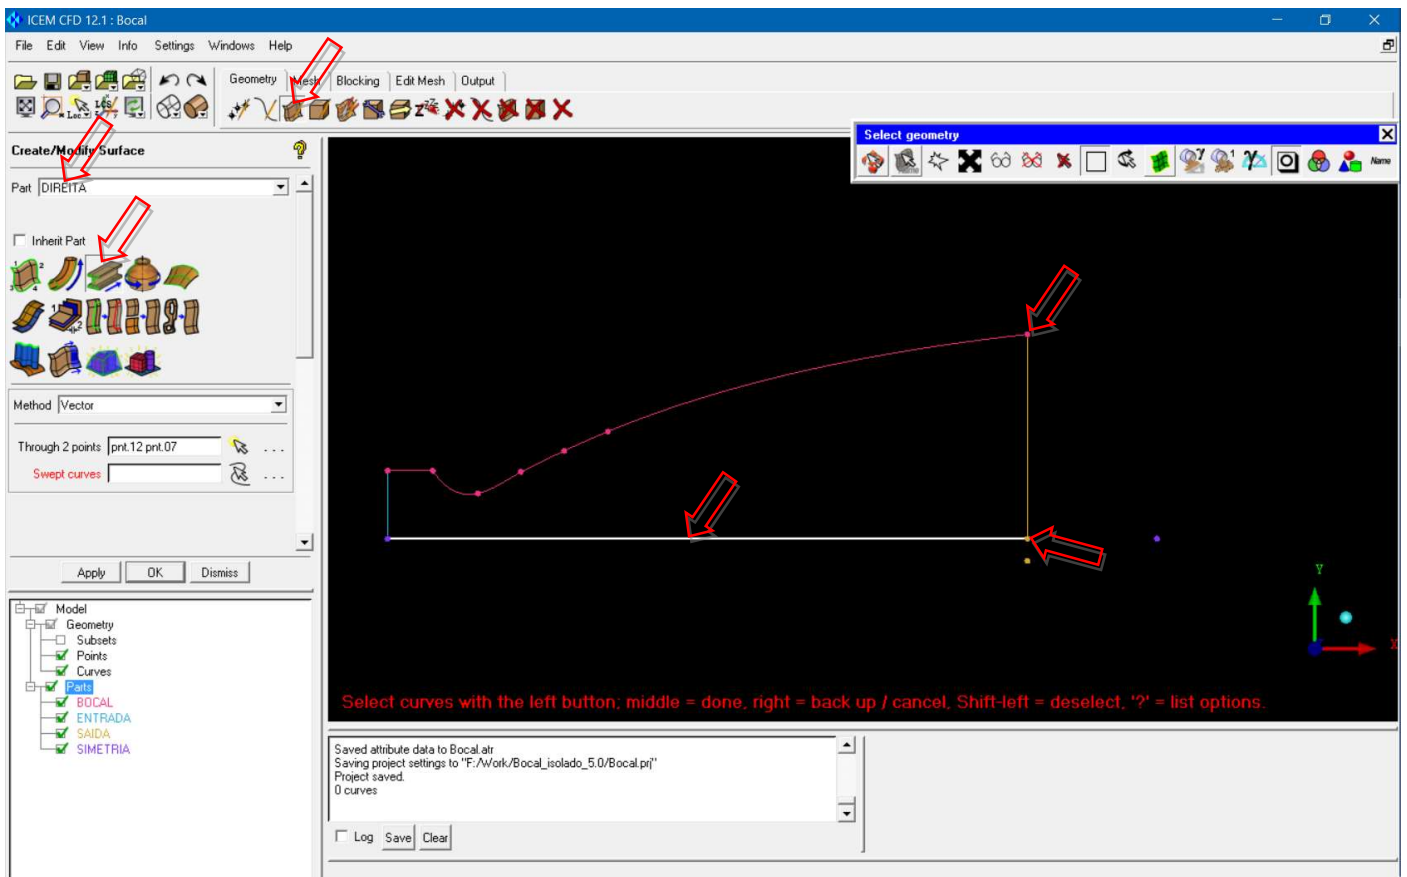 ICEM CFD 12.1 : Bocal
File Edit View Info Settings Windows Help
Geometry Mesh Blocking Edit Mesh Output
Select geometry
Create/Modify Surface
Part DIREITA
Inherit Part
Method Vector
Through 2 points pnt.12 pnt.07 ...
Swept curves ...
Apply OK Dismiss
Model
Geometry
Subsets
Points
Curves
Parts
BOCAL
ENTRADA
SAIDA
SIMETRIA
Y
X
Select curves with the left button; middle = done, right = back up / cancel, Shift-left = deselect, '?' = list options.
Saved attribute data to Bocal.atr
Saving project settings to "F:/Work/Bocal_isolado_5.0/Bocal.prj"
Project saved.
0 curves
Log Save Clear